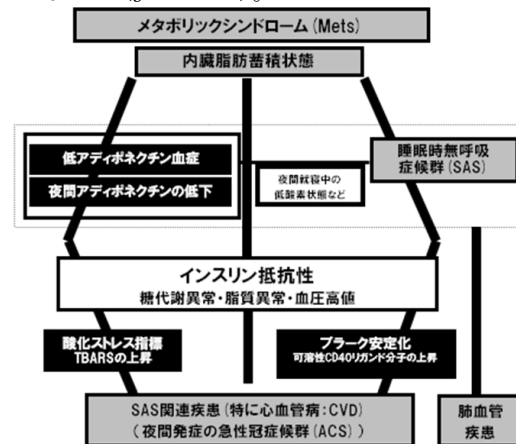 メタボリックシンドローム(Mets)
内臓脂肪蓄積状態
低アディポネクチン血症
夜間アディポネクチンの低下
夜間就寝中の
低酸素状態など
睡眠時無呼吸
症候群(SAS)
インスリン抵抗性
糖代謝異常・脂質異常・血圧高値
酸化ストレス指標
TBARSの上昇
プラーク安定化
可溶性CD40リガンド分子の上昇
SAS関連疾患(特に心血管病:CVD)
(夜間発症の急性冠症候群(ACS)
肺血管
疾患